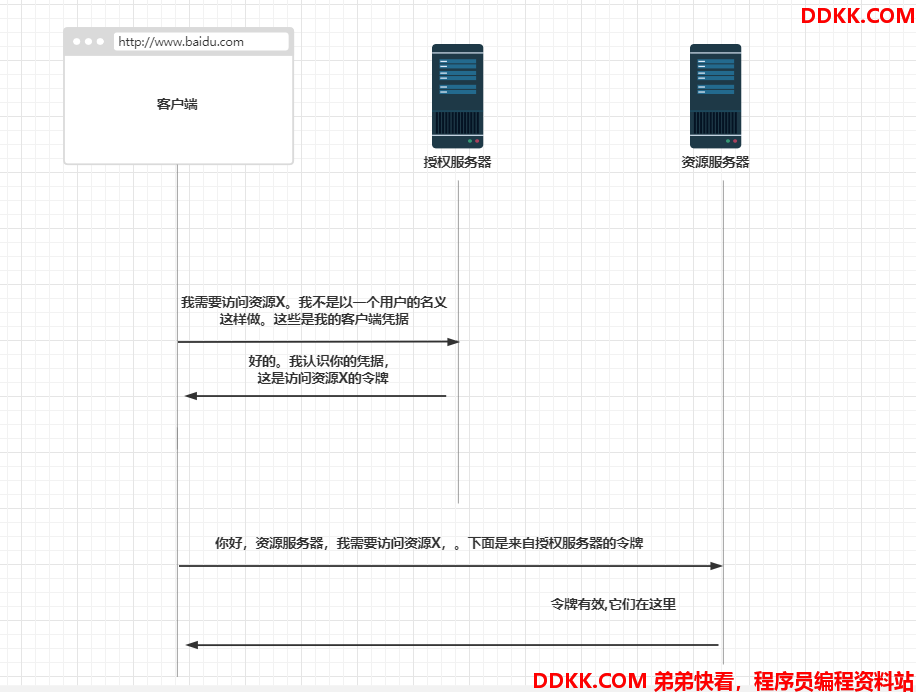 DDKK.COM
http://www.baidu.com
客户端
授权服务器
资源服务器
我需要访问资源X。我不是以一个用户的名义
这样做。这些是我的客户端凭据
好的。我认识你的凭据，
这是访问资源X的令牌
你好，资源服务器，我需要访问资源X，。下面是来自授权服务器的令牌
令牌有效,它们在这里
DDKK.COM 弟弟快看，程序员编程资料站